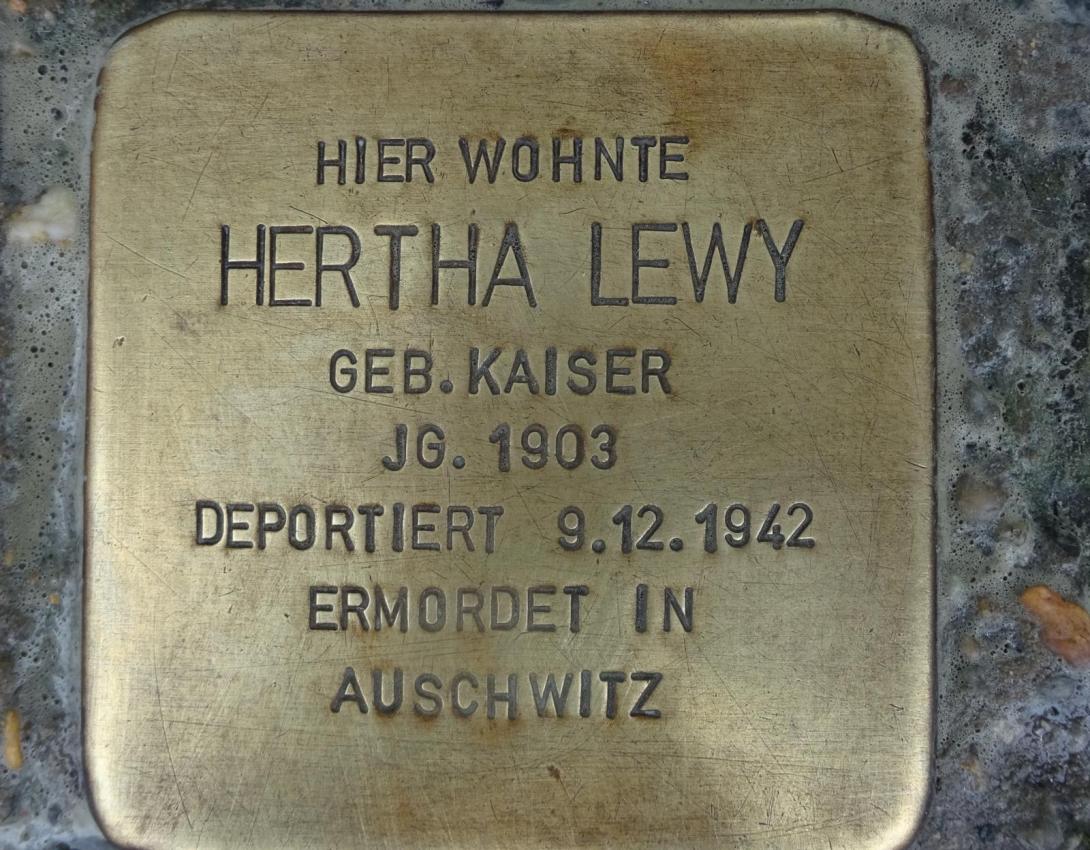 HIER WOHNTE
HERTHA LEWY
GEB. KAISER
JG. 1903
DEPORTIERT 9.12.1942
ERMORDET IN
AUSCHWITZ